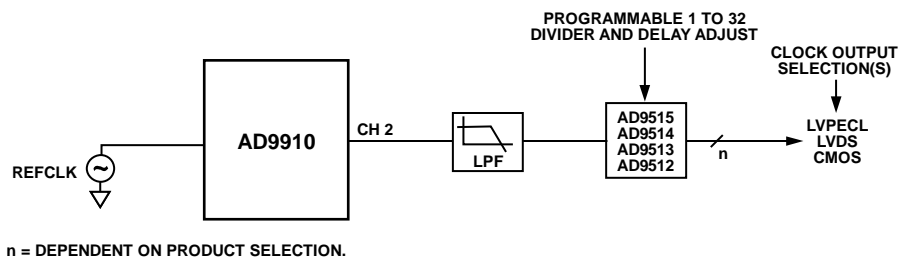 PROGRAMMABLE 1 TO 32
DIVIDER AND DELAY ADJUST
CLOCK OUTPUT
SELECTION(S)
REFCLK
~
AD9910
CH 2
LPF
AD9515
AD9514
AD9513
AD9512
n
LVPECL
LVDS
CMOS
n = DEPENDENT ON PRODUCT SELECTION.